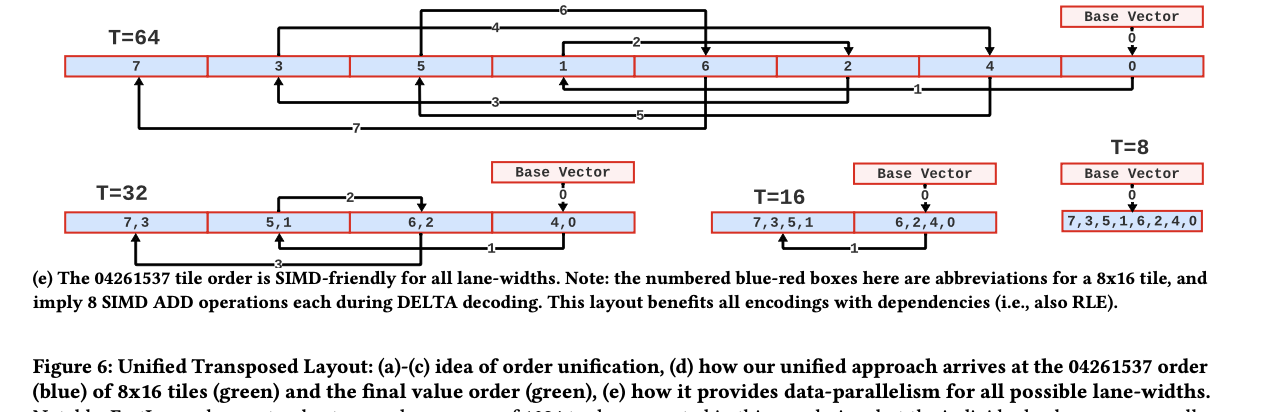 6
4
Base Vector
T=64
2
0
7 3 5 1 6 2 4 0
1
3
5
7
T=8
Base Vector Base Vector Base Vector
T=32 2 0 T=16 0 0
7,3 5,1 6,2 4,0 7,3,5,1 6,2,4,0 7,3,5,1,6,2,4,0
1 1
3
(e) The 04261537 tile order is SIMD-friendly for all lane-widths. Note: the numbered blue-red boxes here are abbreviations for a 8x16 tile, and
imply 8 SIMD ADD operations each during DELTA decoding. This layout benefits all encodings with dependencies (i.e., also RLE).
Figure 6: Unified Transposed Layout: (a)-(c) idea of order unification, (d) how our unified approach arrives at the 04261537 order
(blue) of 8x16 tiles (green) and the final value order (green), (e) how it provides data-parallelism for all possible lane-widths.